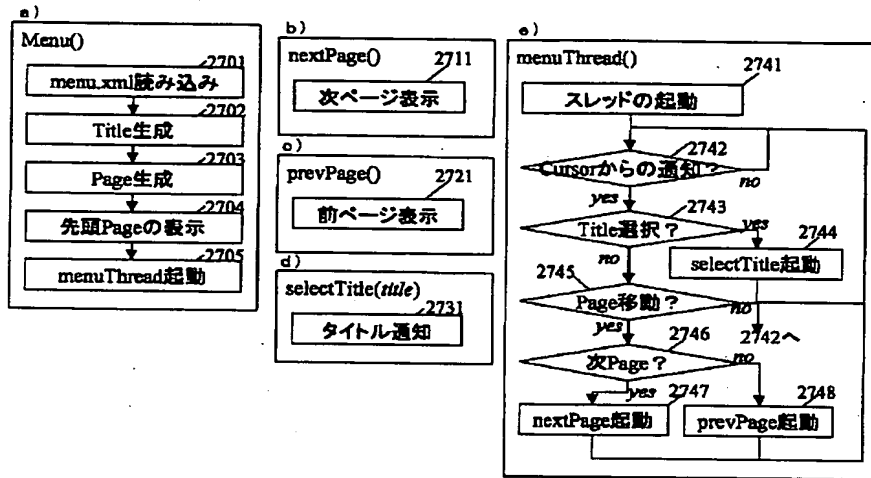 a)
Menu()
2701
menu.xml読み込み
2702
Title生成
2703
Page生成
2704
先頭Pageの表示
2705
menuThread起動
b)
nextPage()
2711
次ページ表示
c)
prevPage()
2721
前ページ表示
d)
selectTitle(title)
2731
タイトル通知
e)
menuThread()
2741
スレッドの起動
2742
Cursorからの通知？
no
yes
2743
Title選択？
yes
2744
no
selectTitle起動
2745
Page移動？
no
yes
2746
2742へ
次Page？
no
yes
2747
nextPage起動
2748
prevPage起動